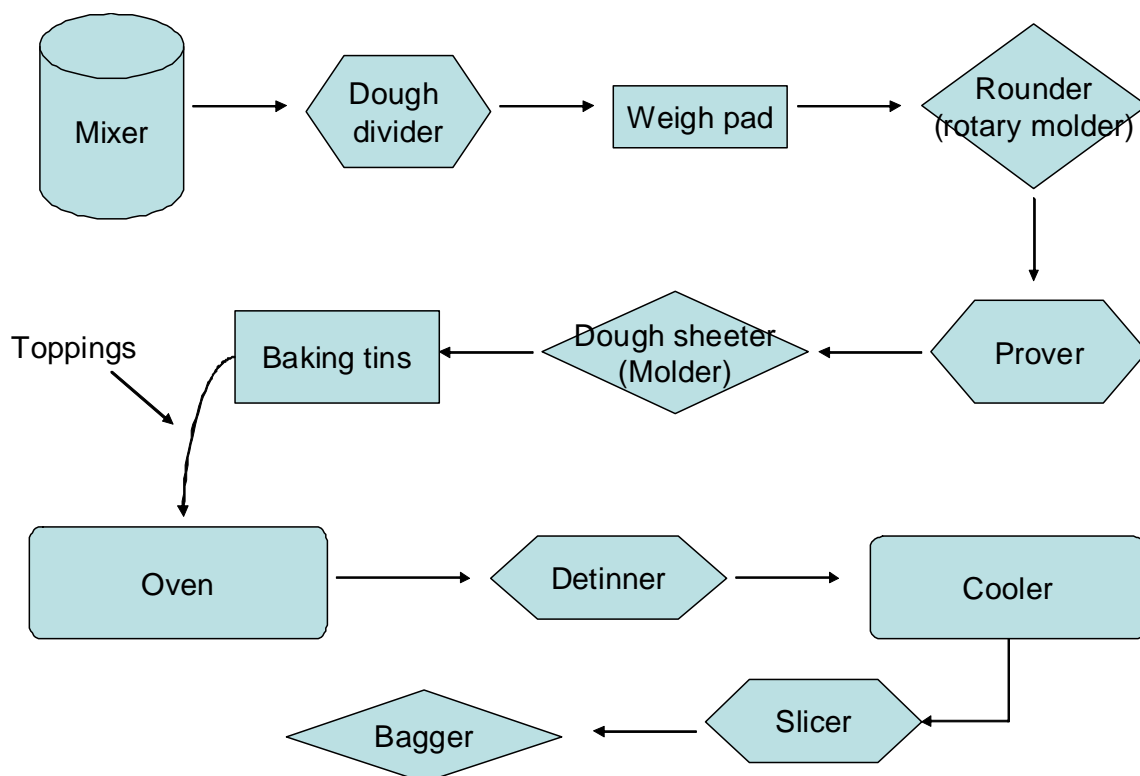 Mixer
Dough
divider
Weigh pad
Rounder
(rotary molder)
Prover
Dough sheeter
(Molder)
Baking tins
Toppings
Oven
Detinner
Cooler
Slicer
Bagger